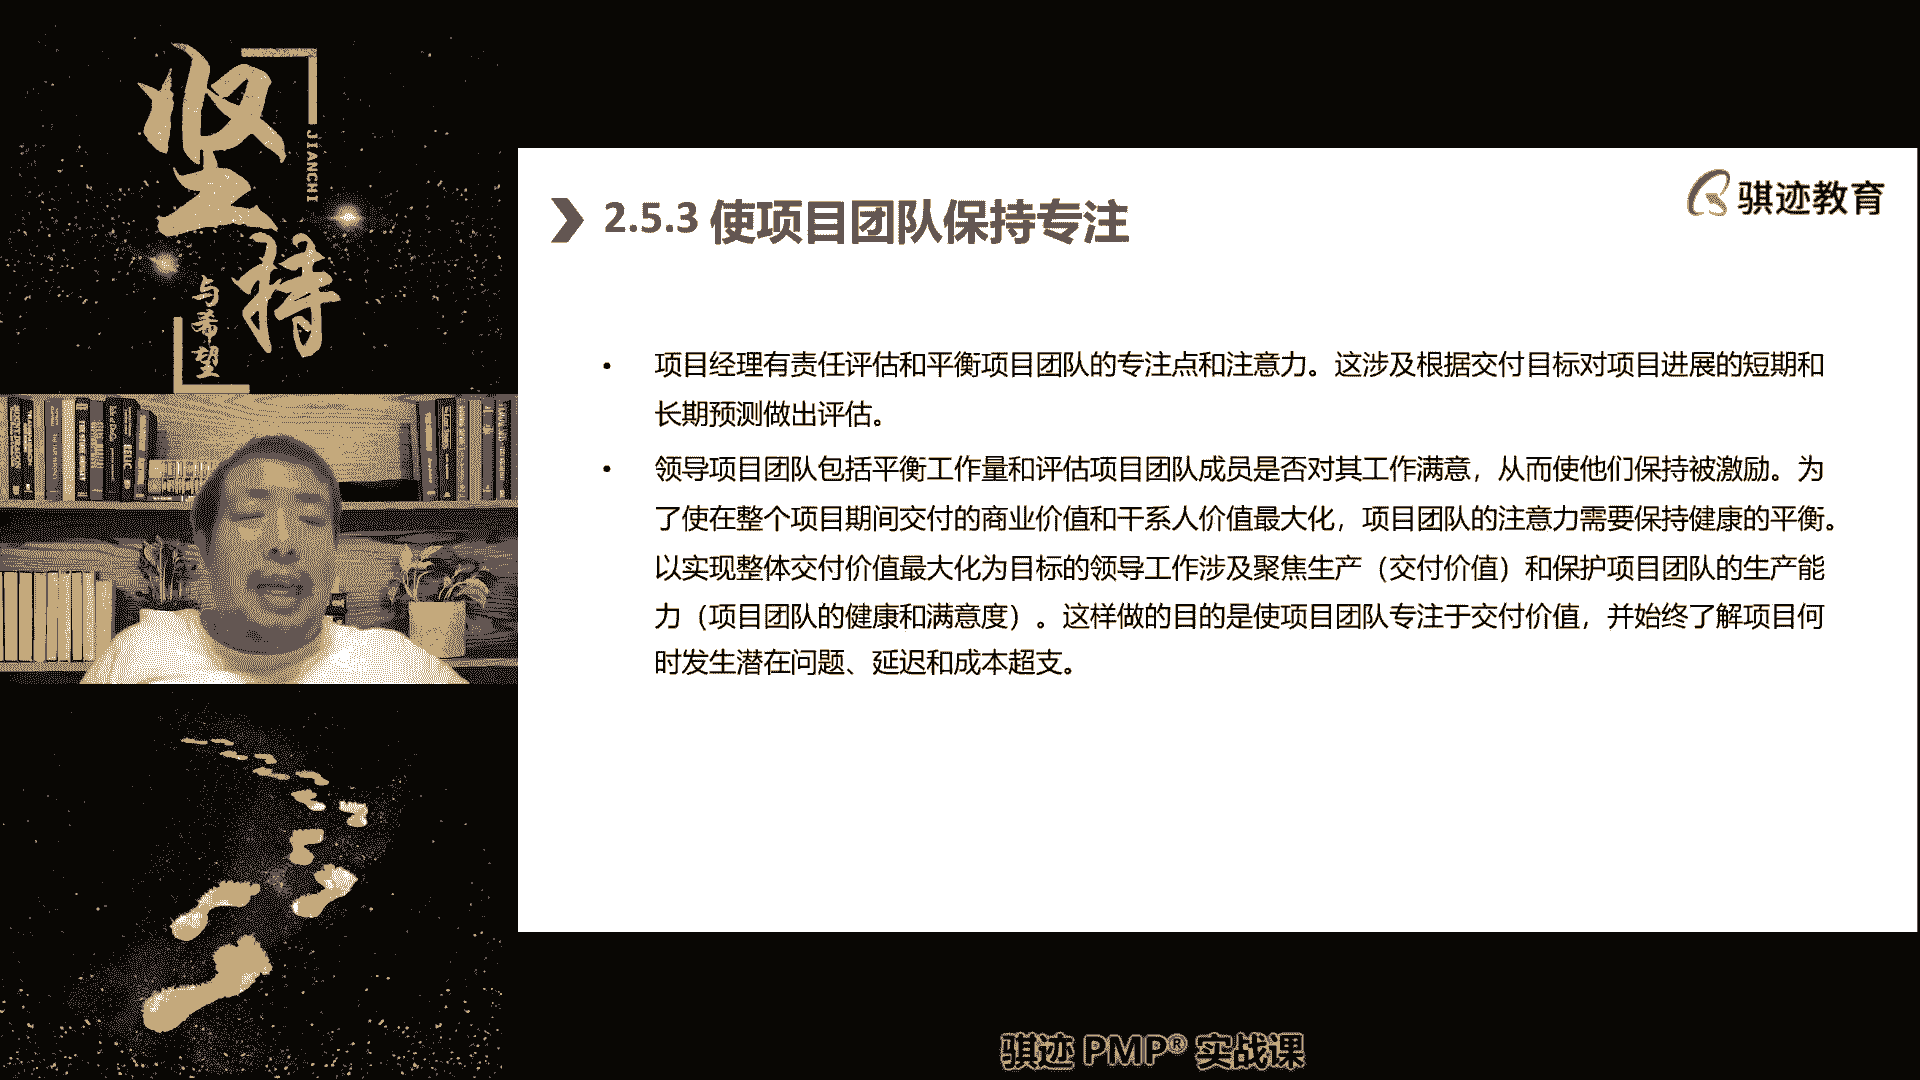 坚持
JIANCHI
与希望
骐迹教育
2.5.3 使项目团队保持专注
• 项目经理有责任评估和平衡项目团队的专注点和注意力。这涉及根据交付目标对项目进展的短期和
长期预测做出评估。
• 领导项目团队包括平衡工作量和评估项目团队成员是否对其工作满意，从而使他们保持被激励。为
了使在整个项目期间交付的商业价值和干系人价值最大化，项目团队的注意力需要保持健康的平衡。
以实现整体交付价值最大化为目标的领导工作涉及聚焦生产（交付价值）和保护项目团队的生产能
力（项目团队的健康和满意度）。这样做的目的是使项目团队专注于交付价值，并始终了解项目何
时发生潜在问题、延迟和成本超支。
骐迹 PMP® 实战课